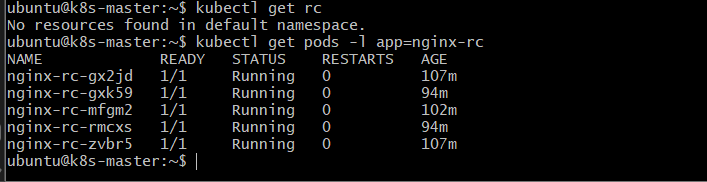 ubuntu@k8s-master:~$ kubectl get rc
No resources found in default namespace.
ubuntu@k8s-master:~$ kubectl get pods -l app=nginx-rc
NAME READY STATUS RESTARTS AGE
nginx-rc-gx2jd 1/1 Running 0 107m
nginx-rc-gxk59 1/1 Running 0 94m
nginx-rc-mfgm2 1/1 Running 0 102m
nginx-rc-rmcxs 1/1 Running 0 94m
nginx-rc-zvbr5 1/1 Running 0 107m
ubuntu@k8s-master:~$